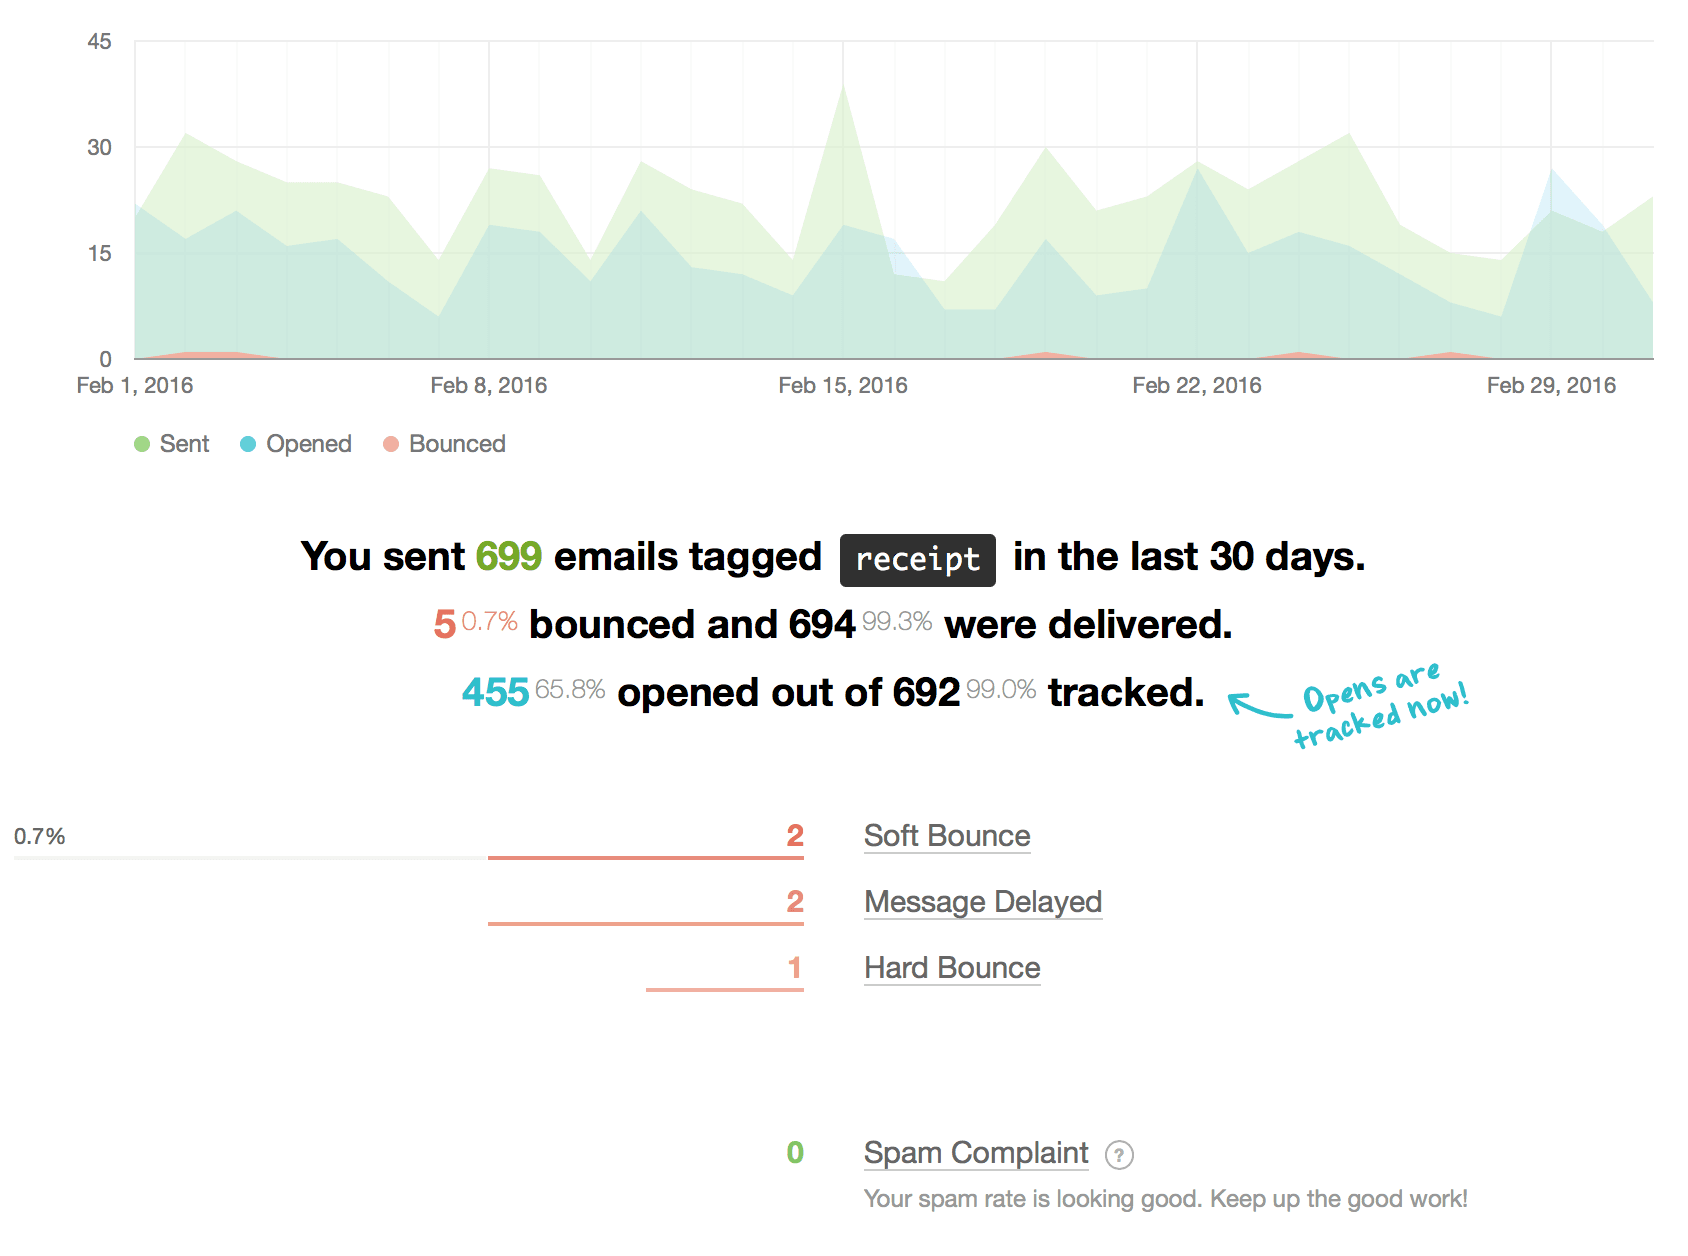 45
30
15
0
Feb 1, 2016 Feb 8, 2016 Feb 15, 2016 Feb 22, 2016 Feb 29, 2016
Sent Opened Bounced
You sent 699 emails tagged receipt in the last 30 days.
5 0.7% bounced and 694 99.3% were delivered.
455 65.8% opened out of 692 99.0% tracked.
Opens are
tracked now!
0.7% 2 Soft Bounce
2 Message Delayed
1 Hard Bounce
0 Spam Complaint ?
Your spam rate is looking good. Keep up the good work!